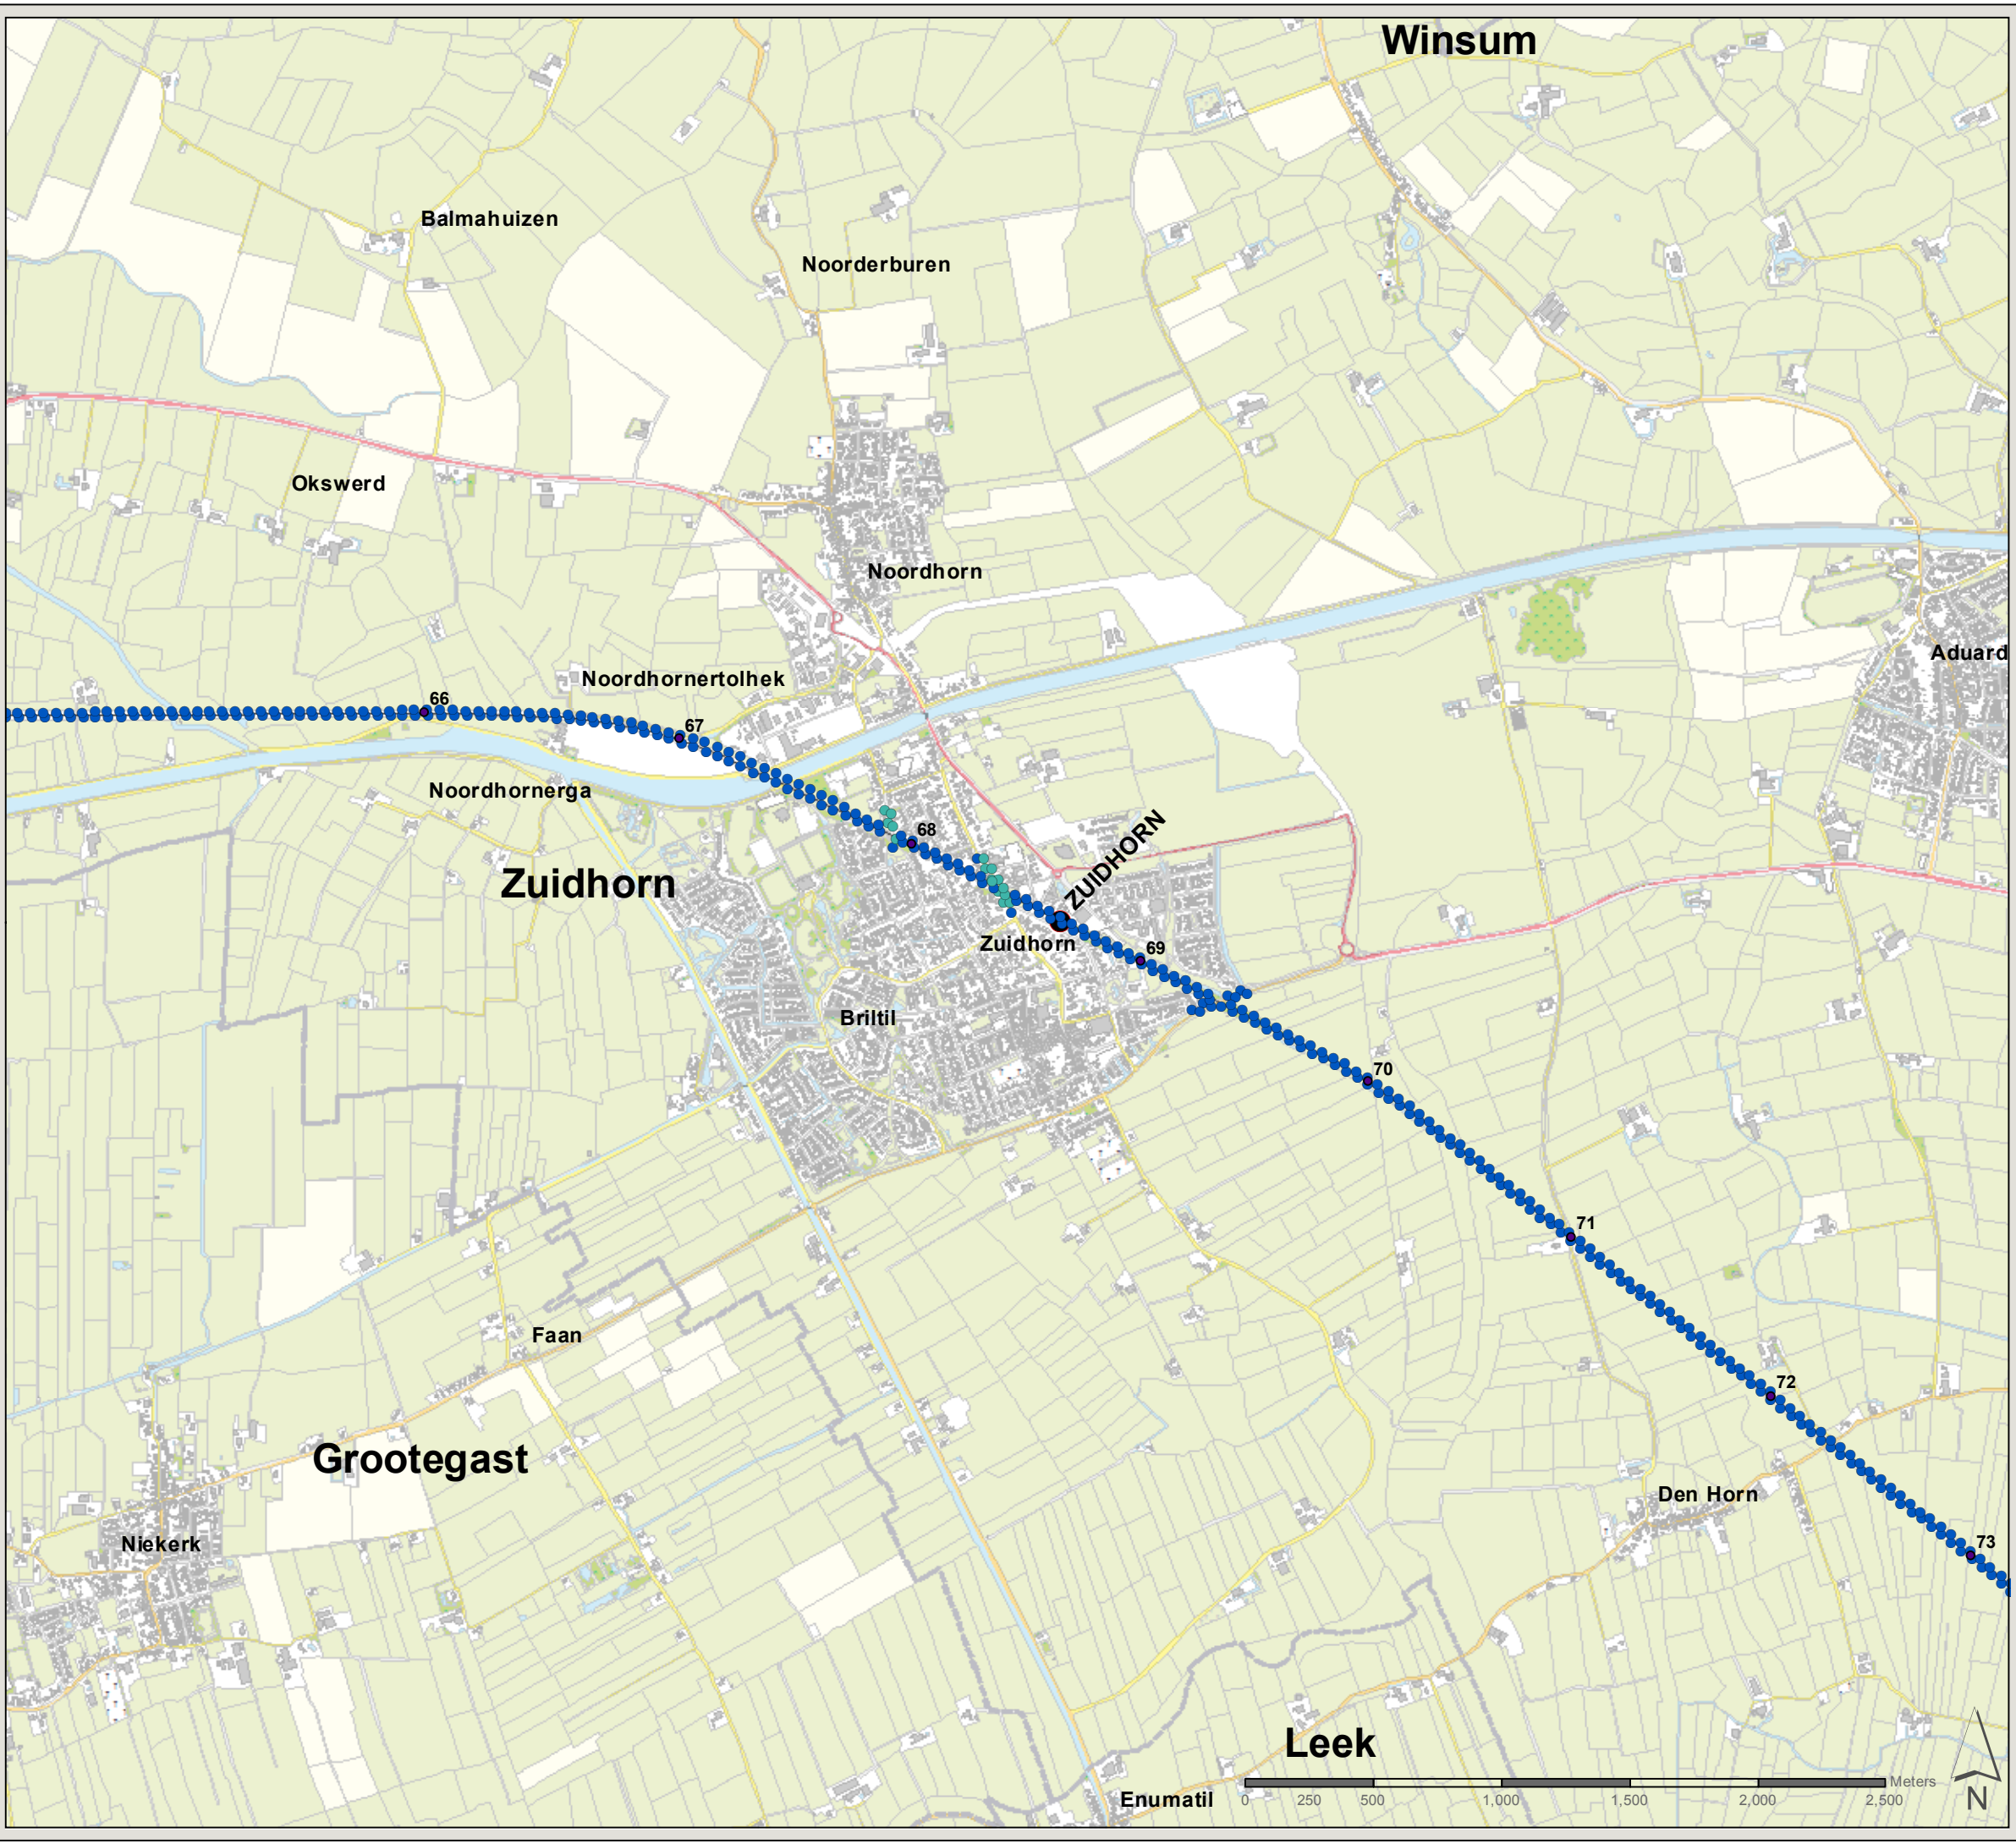 Winsum
Balmahuizen
Noorderburen
Okswerd
Noordhorn
Aduard
Noordhornertolhek
66
67
Noordhornerga
68
ZUIDHORN
Zuidhorn
Zuidhorn
69
Briltil
70
71
Faan
72
Grootegast
Den Horn
Niekerk
73
Leek
Meters
Enumatil
0 250 500 1,000 1,500 2,000 2,500
N